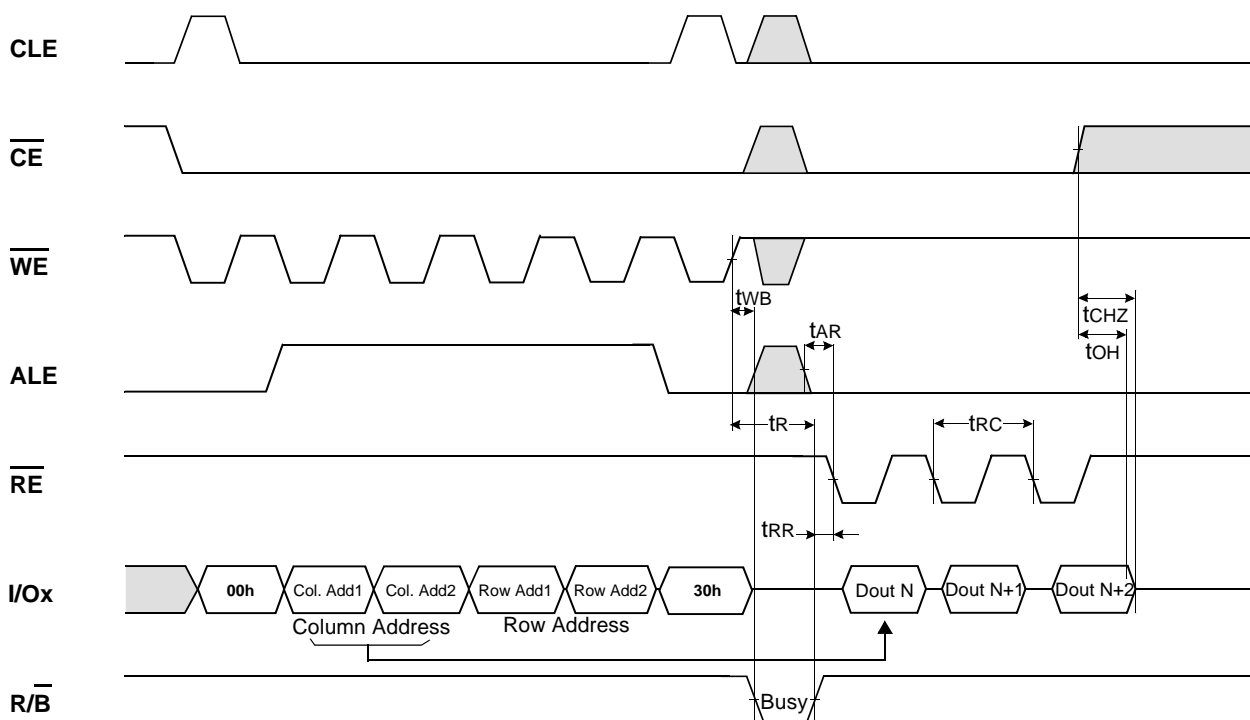 CLE
CE
WE
tWB
tCHZ
tAR
tOH
ALE
tR
tRC
RE
tRR
I/Ox
00h
Col. Add1
Col. Add2
Row Add1
Row Add2
30h
Dout N
Dout N+1
Dout N+2
Column Address
Row Address
R/B
Busy